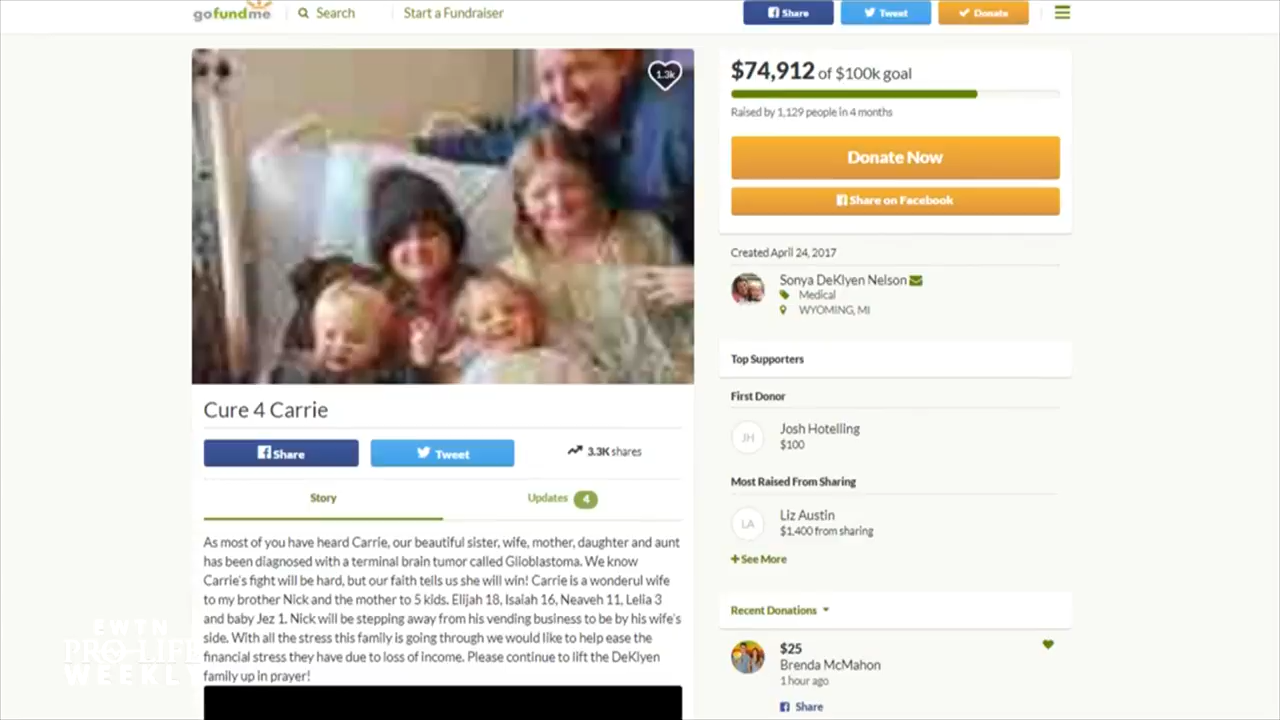 gofundme
Search
Start a Fundraiser
Share
Tweet
Donate
1.3k
$74,912 of $100k goal
Raised by 1,129 people in 4 months
Donate Now
Share on Facebook
Created April 24, 2017
Sonya DeKlyen Nelson
Medical
WYOMING, MI
Top Supporters
First Donor
JH
Josh Hotelling
$100
Most Raised From Sharing
LA
Liz Austin
$1,400 from sharing
+See More
Recent Donations
$25
Brenda McMahon
1 hour ago
Share
Cure 4 Carrie
Share
Tweet
3.3K shares
Story
Updates 4
As most of you have heard Carrie, our beautiful sister, wife, mother, daughter and aunt
has been diagnosed with a terminal brain tumor called Glioblastoma. We know
Carrie's fight will be hard, but our faith tells us she will win! Carrie is a wonderul wife
to my brother Nick and the mother to 5 kids. Elijah 18, Isaiah 16, Neaveh 11, Lelia 3
and baby Jez 1. Nick will be stepping away from his vending business to be by his wife's
side. With all the stress this family is going through we would like to help ease the
financial stress they have due to loss of income. Please continue to lift the DeKlyen
family up in prayer!
EWTN
PRO-LIFE
WEEKLY